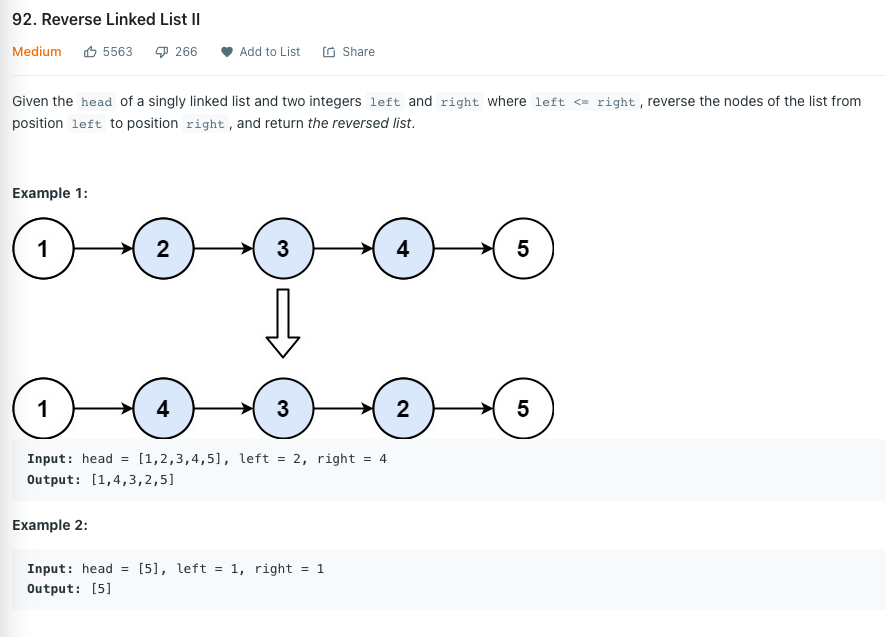 92. Reverse Linked List II
Medium 5563 266 Add to List Share
Given the head of a singly linked list and two integers left and right where left <= right, reverse the nodes of the list from
position left to position right, and return the reversed list.
Example 1:
1 2 3 4 5
1 4 3 2 5
Input: head = [1,2,3,4,5], left = 2, right = 4
Output: [1,4,3,2,5]
Example 2:
Input: head = [5], left = 1, right = 1
Output: [5]